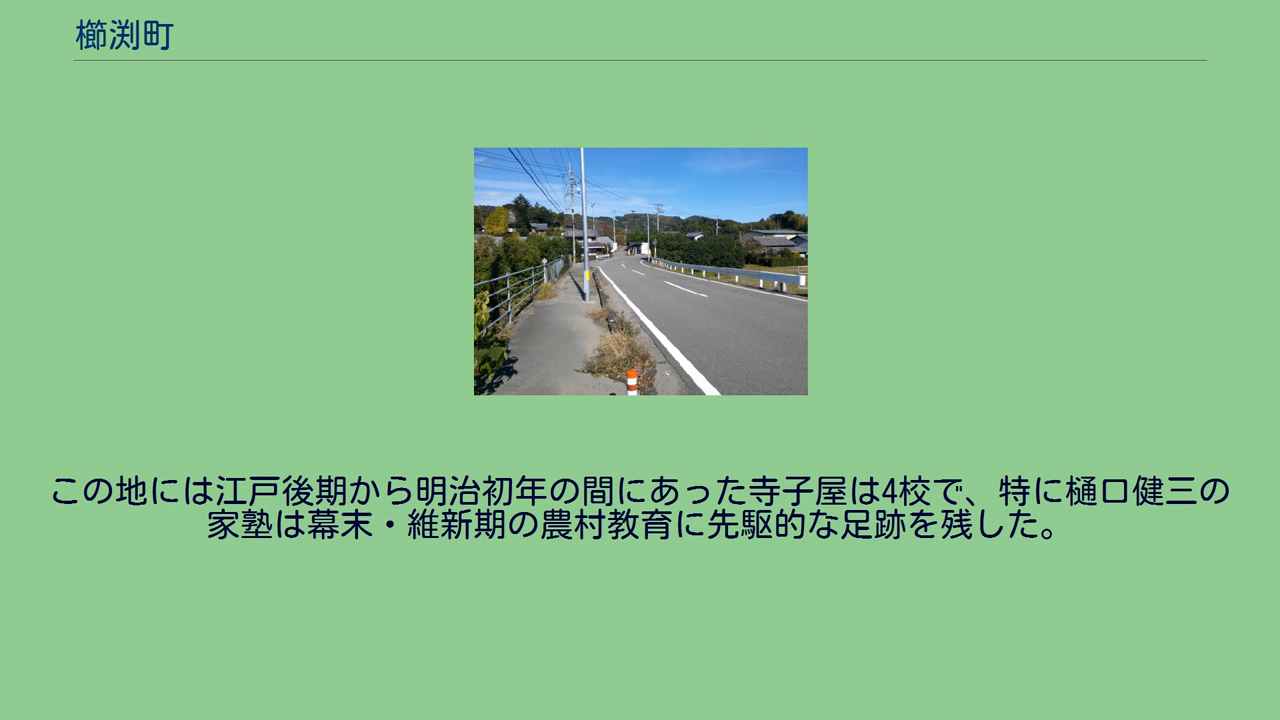 櫛渕町
この地には江戸後期から明治初年の間にあった寺子屋は4校で、特に樋口健三の
家塾は幕末・維新期の農村教育に先駆的な足跡を残した。